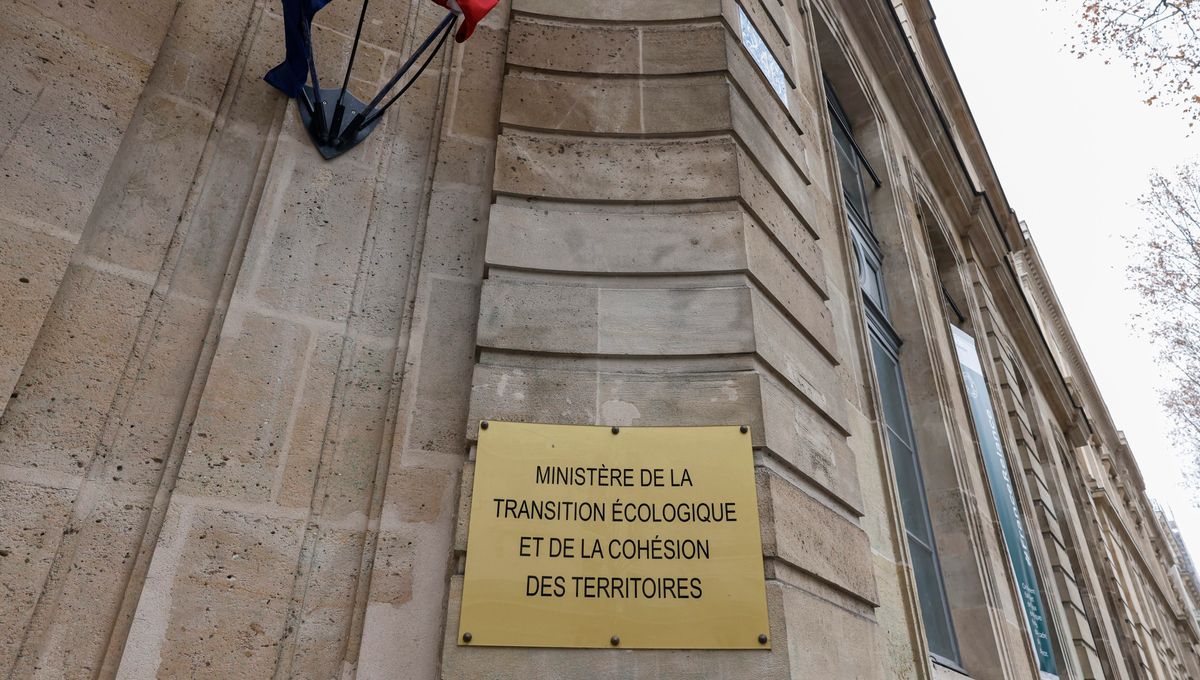 MINISTÈRE DE LA
TRANSITION ÉCOLOGIQUE
ET DE LA COHÉSION
DES TERRITOIRES